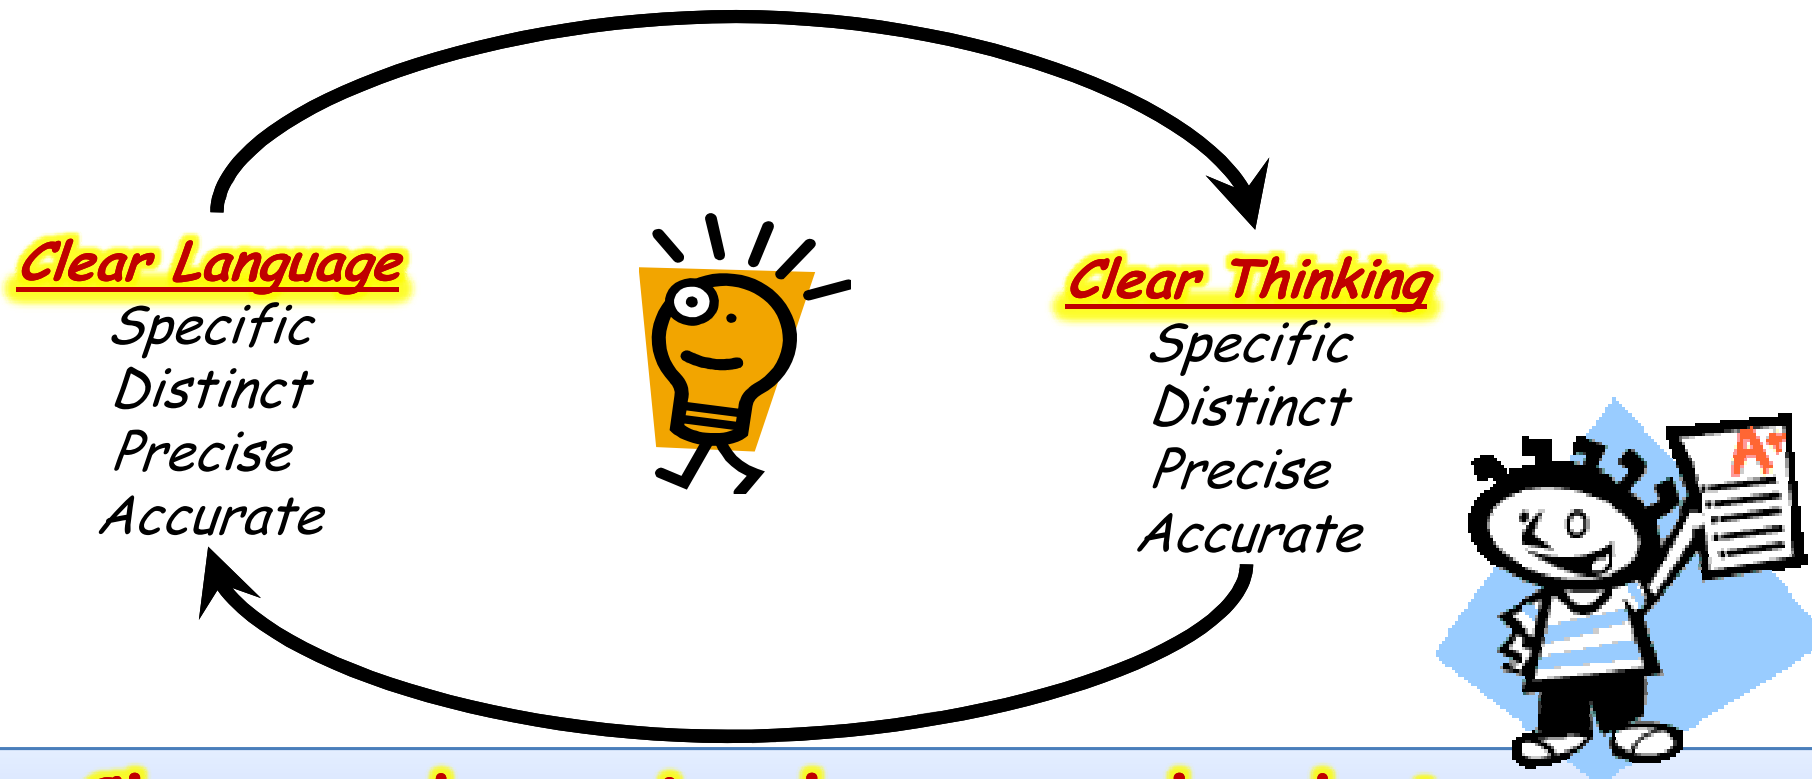 Clear Language
Specific
Distinct
Precise
Accurate
Clear Thinking
Specific
Distinct
Precise
Accurate
A+